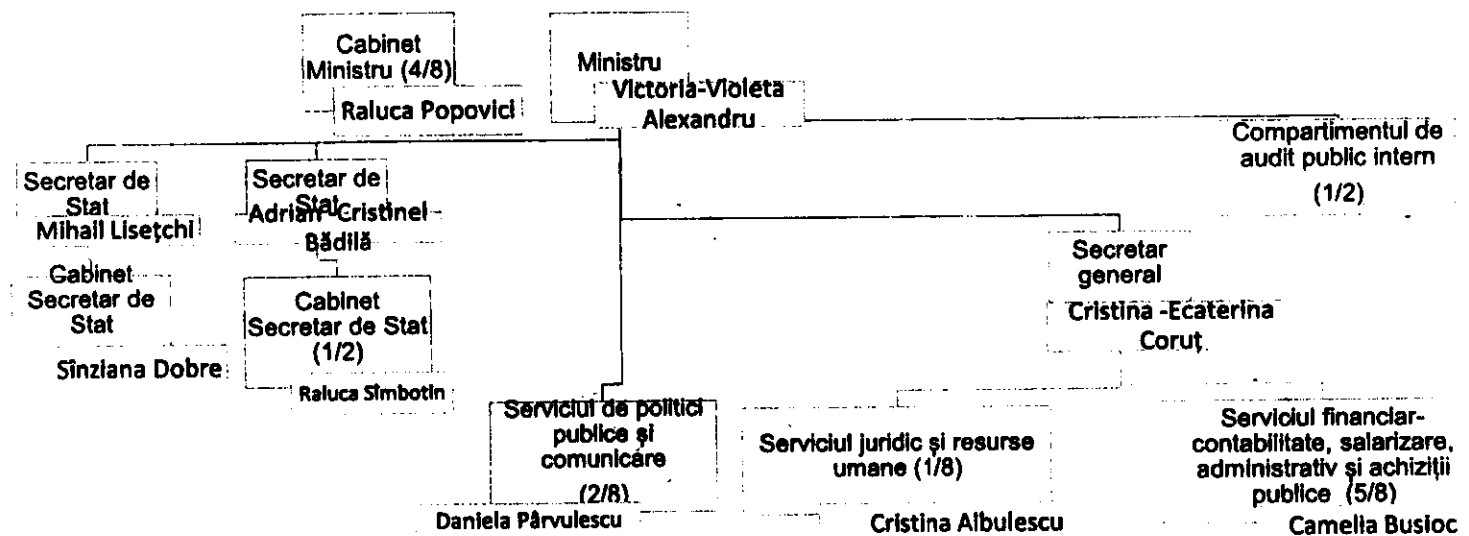 Cabinet
Ministru (4/8)
Raluca Popovici
Ministru
Victoria-Violeta
Alexandru
Compartimentul de
audit public intern
(1/2)
Secretar de
Stat
Mihail Lisețchi
Secretar de
Stat
Adrian Cristinel
Bădilă
Cabinet
Secretar de
Stat
Sînziana Dobre
Cabinet
Secretar de Stat
(1/2)
Raluca Sîmbotin
Secretar
general
Cristina -Ecaterina
Coruț
Serviciul de politici
publice și
comunicare
(2/8)
Daniela Pârvulescu
Serviciul juridic și resurse
umane (1/8)
Cristina Albulescu
Serviciul financiar-
contabilitate, salarizare,
administrativ și achiziții
publice (5/8)
Camelia Busioc